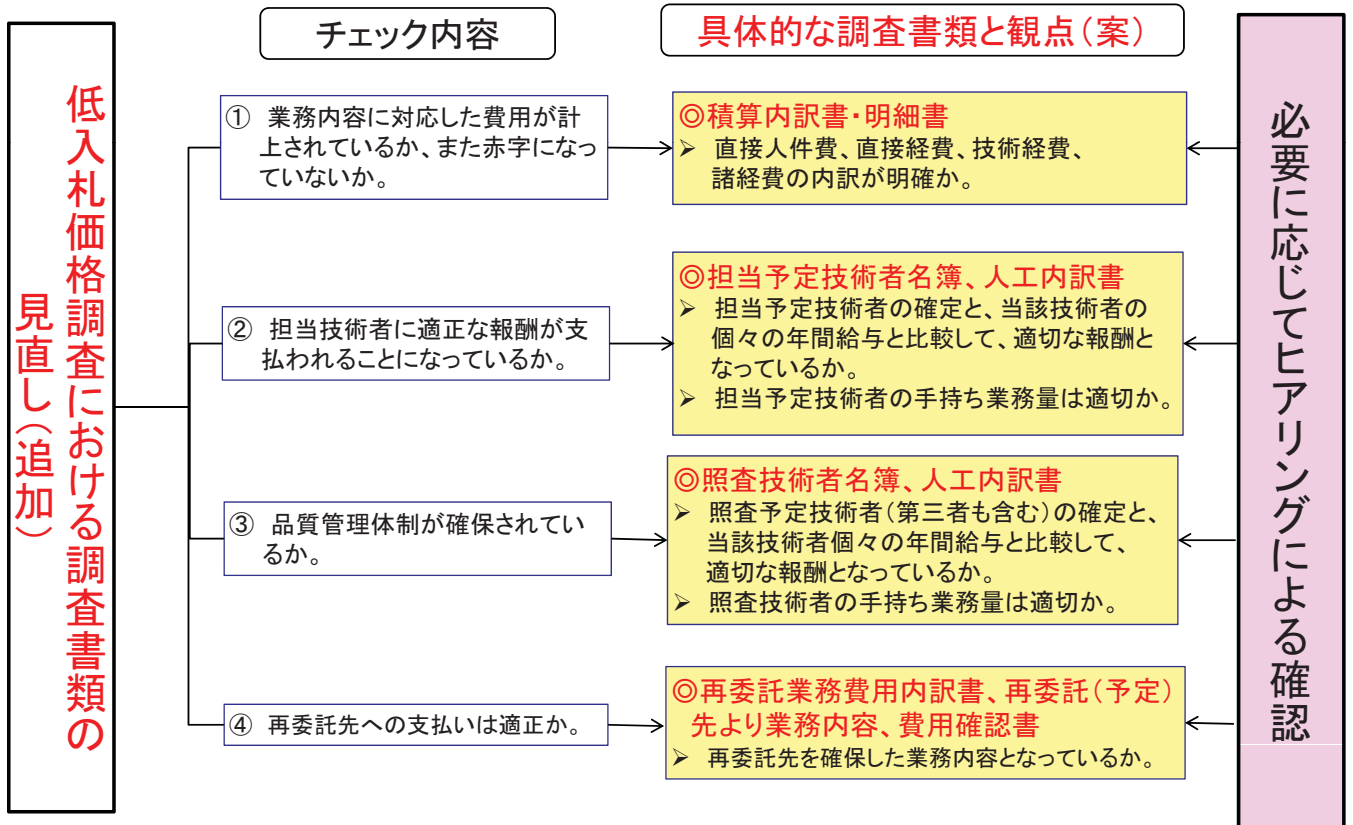 低入札価格調査における調査書類の
見直し（追加）
チェック内容
具体的な調査書類と観点（案）
① 業務内容に対応した費用が計
上されているか、また赤字になっ
ていないか。
◎積算内訳書・明細書
➢ 直接人件費、直接経費、技術経費、
諸経費の内訳が明確か。
② 担当技術者に適正な報酬が支
払われることになっているか。
◎担当予定技術者名簿、人工内訳書
➢ 担当予定技術者の確定と、当該技術者の
個々の年間給与と比較して、適切な報酬と
なっているか。
➢ 担当予定技術者の手持ち業務量は適切か。
③ 品質管理体制が確保されてい
るか。
◎照査技術者名簿、人工内訳書
➢ 照査予定技術者（第三者も含む）の確定と、
当該技術者個々の年間給与と比較して、
適切な報酬となっているか。
➢ 照査技術者の手持ち業務量は適切か。
④ 再委託先への支払いは適正か。
◎再委託業務費用内訳書、再委託（予定）
先より業務内容、費用確認書
➢ 再委託先を確保した業務内容となっているか。
必要に応じてヒアリングによる確認